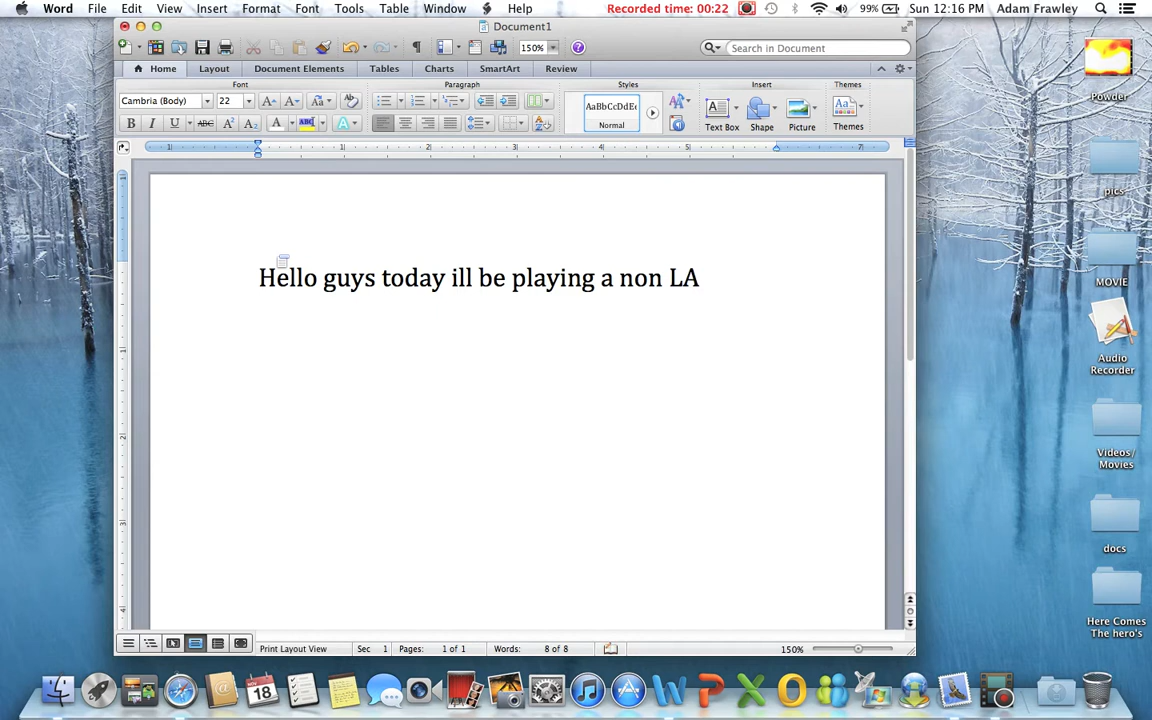 Word File Edit View Insert Format Font Tools Table Window Help Recorded time: 00:22 99% Sun 12:16 PM Adam Frawley
Document1
150% Search in Document
Home Layout Document Elements Tables Charts SmartArt Review
Font Paragraph Styles Insert Themes
Cambria (Body) 22 AaBbCcDdEe
Normal Text Box Shape Picture Themes
Hello guys today ill be playing a non LA
Powder
pics
MOVIE
Audio
Recorder
Videos/
Movies
docs
Here Comes
The hero's
Print Layout View Sec 1 Pages: 1 of 1 Words: 8 of 8 150%